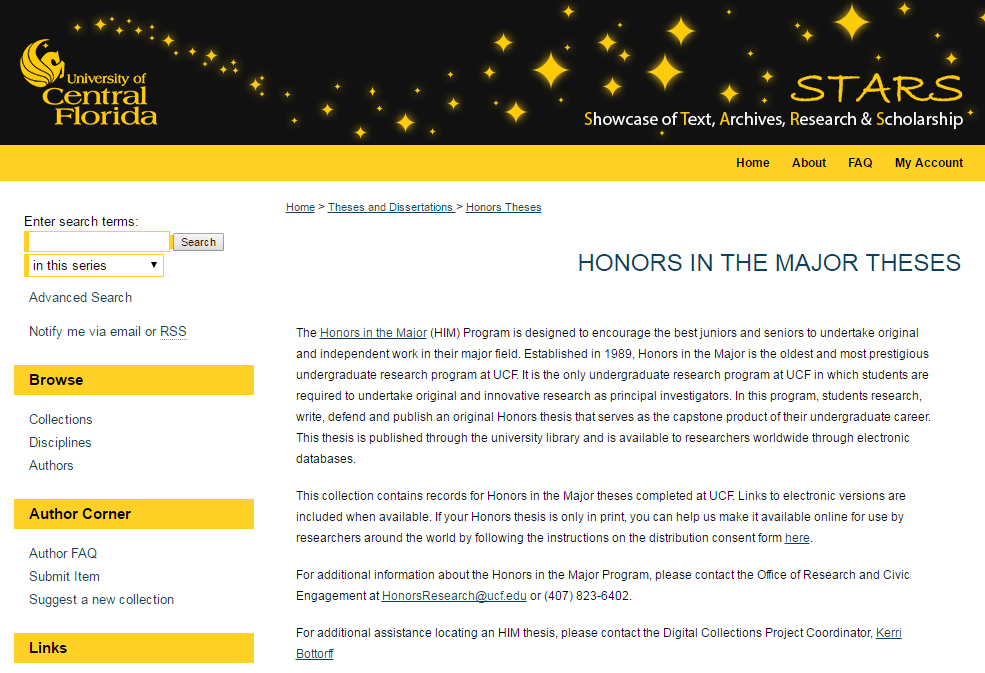 University of
Central
Florida
STARS
Showcase of Text, Archives, Research & Scholarship
Home About FAQ My Account
Home > Theses and Dissertations > Honors Theses
Enter search terms:
Search
in this series
Advanced Search
Notify me via email or RSS
Browse
Collections
Disciplines
Authors
Author Corner
Author FAQ
Submit Item
Suggest a new collection
Links
HONORS IN THE MAJOR THESES
The Honors in the Major (HIM) Program is designed to encourage the best juniors and seniors to undertake original
and independent work in their major field. Established in 1989, Honors in the Major is the oldest and most prestigious
undergraduate research program at UCF. It is the only undergraduate research program at UCF in which students are
required to undertake original and innovative research as principal investigators. In this program, students research,
write, defend and publish an original Honors thesis that serves as the capstone product of their undergraduate career.
This thesis is published through the university library and is available to researchers worldwide through electronic
databases.
This collection contains records for Honors in the Major theses completed at UCF. Links to electronic versions are
included when available. If your Honors thesis is only in print, you can help us make it available online for use by
researchers around the world by following the instructions on the distribution consent form here.
For additional information about the Honors in the Major Program, please contact the Office of Research and Civic
Engagement at HonorsResearch@ucf.edu or (407) 823-6402.
For additional assistance locating an HIM thesis, please contact the Digital Collections Project Coordinator, Kerri
Bottorff